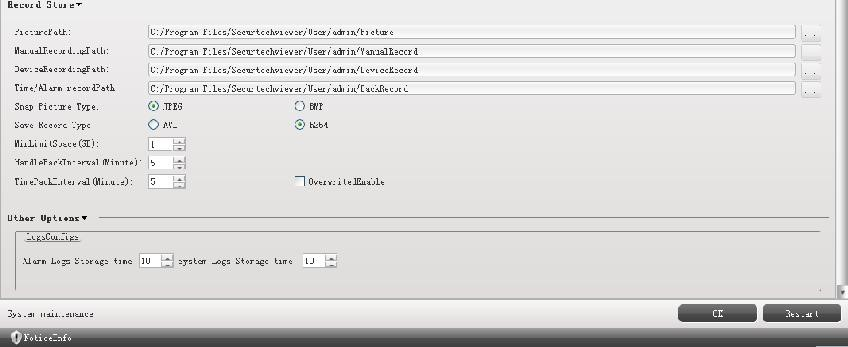 Record Store
PicturePath: C:/Program Files/Securtechviewer/User/admin/Picture ...
ManualRecordingPath: C:/Program Files/Securtechviewer/User/admin/ManualRecord ...
DeviceRecordingPath: C:/Program Files/Securtechviewer/User/admin/DeviceRecord ...
Time/Alarm recordPath C:/Program Files/Securtechviewer/User/admin/BackRecord ...
Snap Picture Type: JPEG BMP
Save Record Type AVI h264
MinLimitSpace(GB): 1
HandlePackInterval(Minute): 5
TimePackInterval(Minute): 5 OverwritedEnable
Other Options
LogsConfigs
Alarm Logs Storage time 10 system Logs Storage time 10
System maintenance OK Restart
NoticeInfo